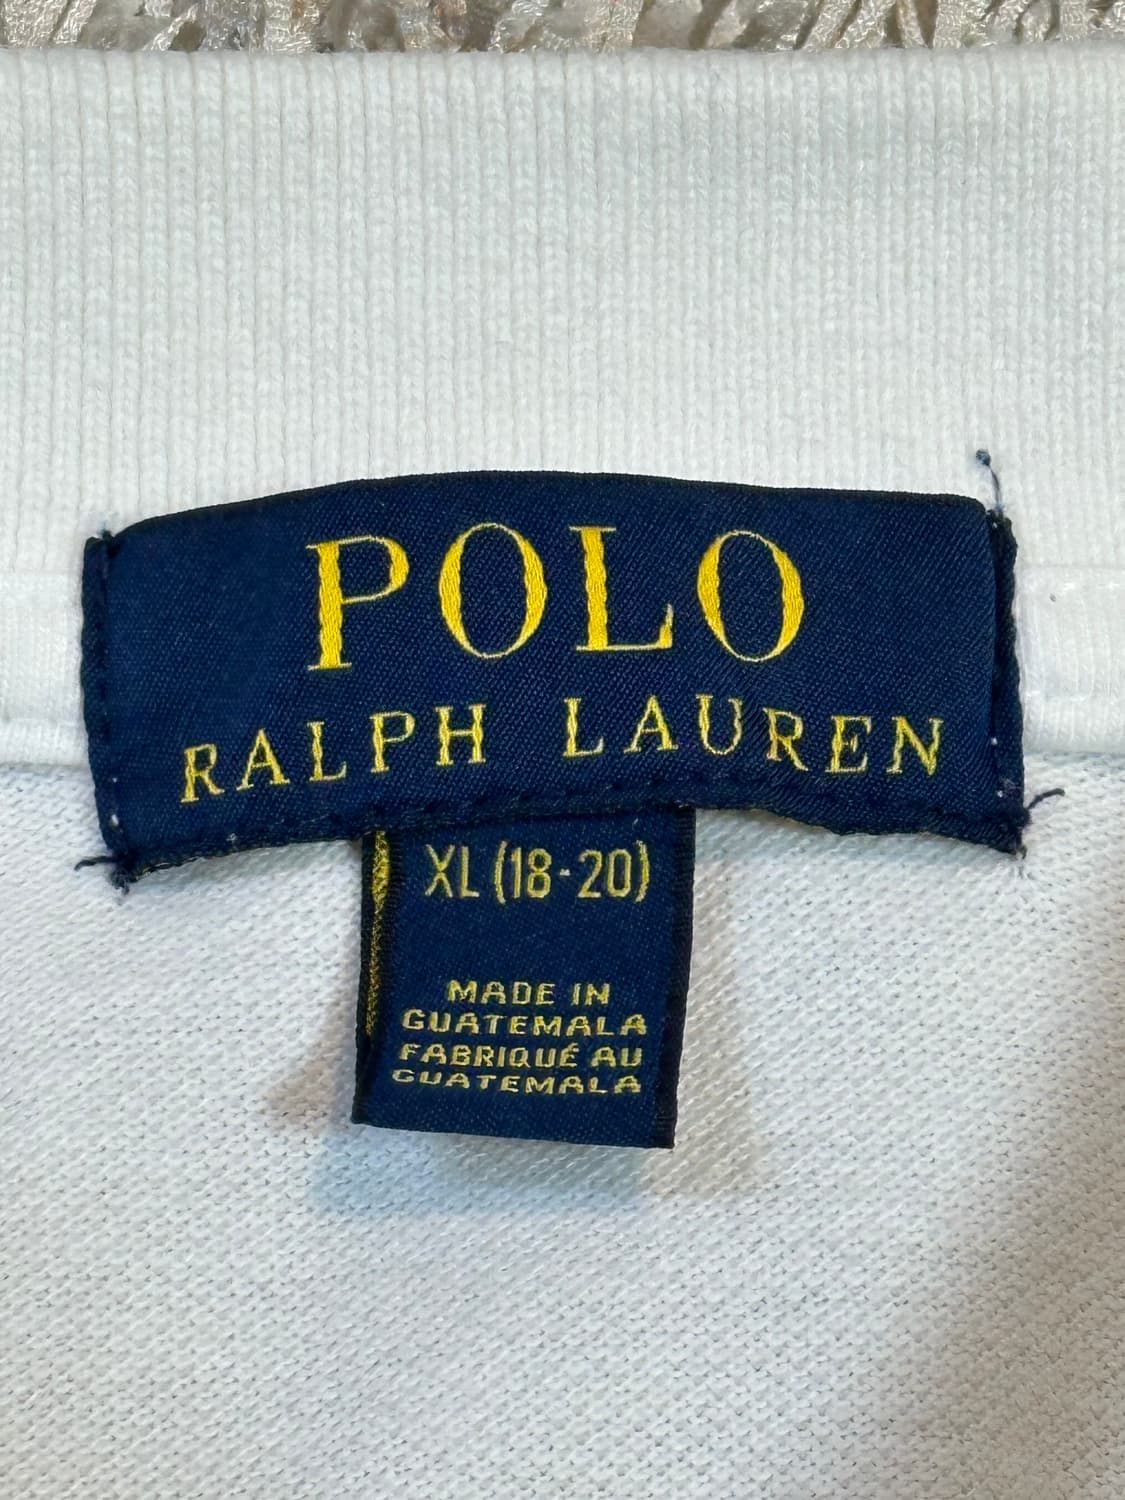 POLO
RALPH LAUREN
XL (18-20)
MADE IN
GUATEMALA
FABRIQUÉ AU
GUATEMALA